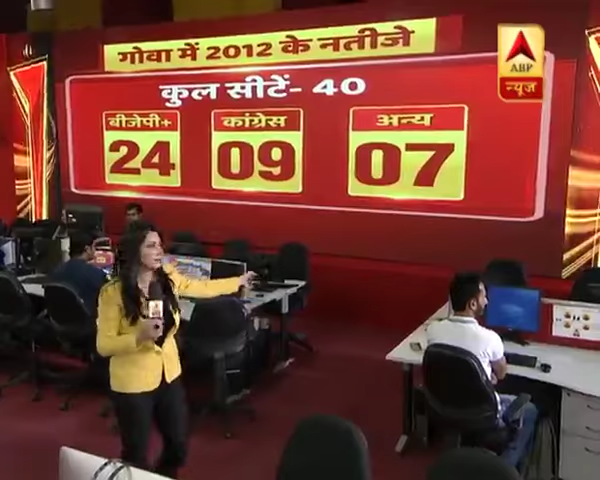 गोवा में 2012 के नतीजे
कुल सीटें- 40
बीजेपी+ कांग्रेस अन्य
24 09 07
ABP
न्यूज़